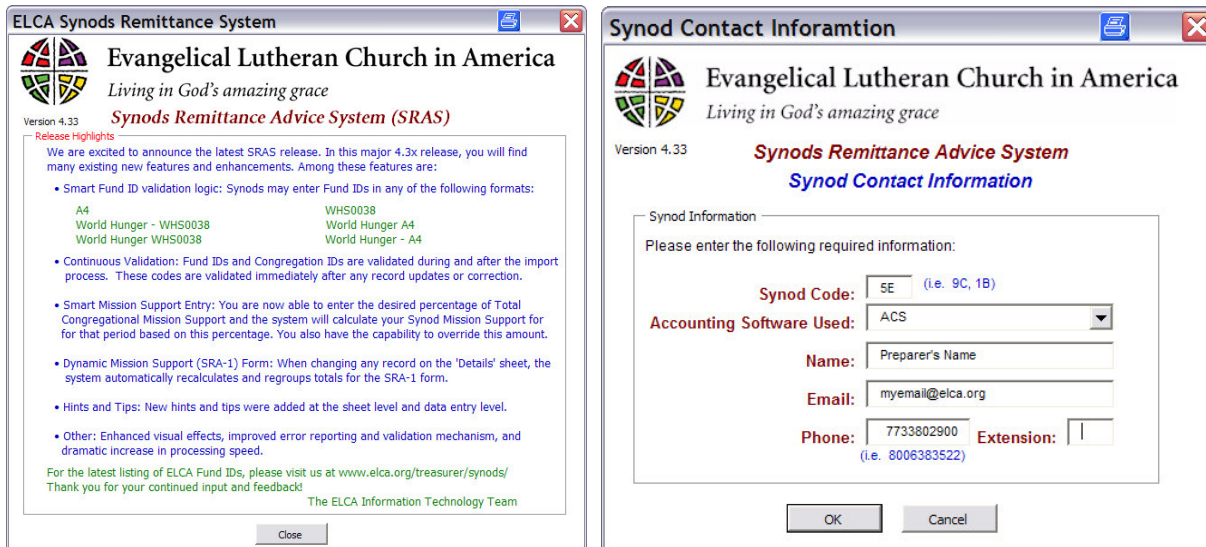 ELCA Synods Remittance System
Evangelical Lutheran Church in America
Living in God's amazing grace
Version 4.33
Synods Remittance Advice System (SRAS)
Release Highlights
We are excited to announce the latest SRAS release. In this major 4.3x release, you will find
many existing new features and enhancements. Among these features are:
• Smart Fund ID validation logic: Synods may enter Fund IDs in any of the following formats:
A4 WHS0038
World Hunger - WHS0038 World Hunger A4
World Hunger WHS0038 World Hunger - A4
• Continuous Validation: Fund IDs and Congregation IDs are validated during and after the import
process. These codes are validated immediately after any record updates or correction.
• Smart Mission Support Entry: You are now able to enter the desired percentage of Total
Congregational Mission Support and the system will calculate your Synod Mission Support for
for that period based on this percentage. You also have the capability to override this amount.
• Dynamic Mission Support (SRA-1) Form: When changing any record on the 'Details' sheet, the
system automatically recalculates and regroups totals for the SRA-1 form.
• Hints and Tips: New hints and tips were added at the sheet level and data entry level.
• Other: Enhanced visual effects, improved error reporting and validation mechanism, and
dramatic increase in processing speed.
For the latest listing of ELCA Fund IDs, please visit us at www.elca.org/treasurer/synods/
Thank you for your continued input and feedback!
The ELCA Information Technology Team
Close
Synod Contact Inforamtion
Evangelical Lutheran Church in America
Living in God's amazing grace
Version 4.33
Synods Remittance Advice System
Synod Contact Information
Synod Information
Please enter the following required information:
Synod Code: 5E (i.e. 9C, 1B)
Accounting Software Used: ACS
Name: Preparer's Name
Email: myemail@elca.org
Phone: 7733802900 Extension:
(i.e. 8006383522)
OK Cancel